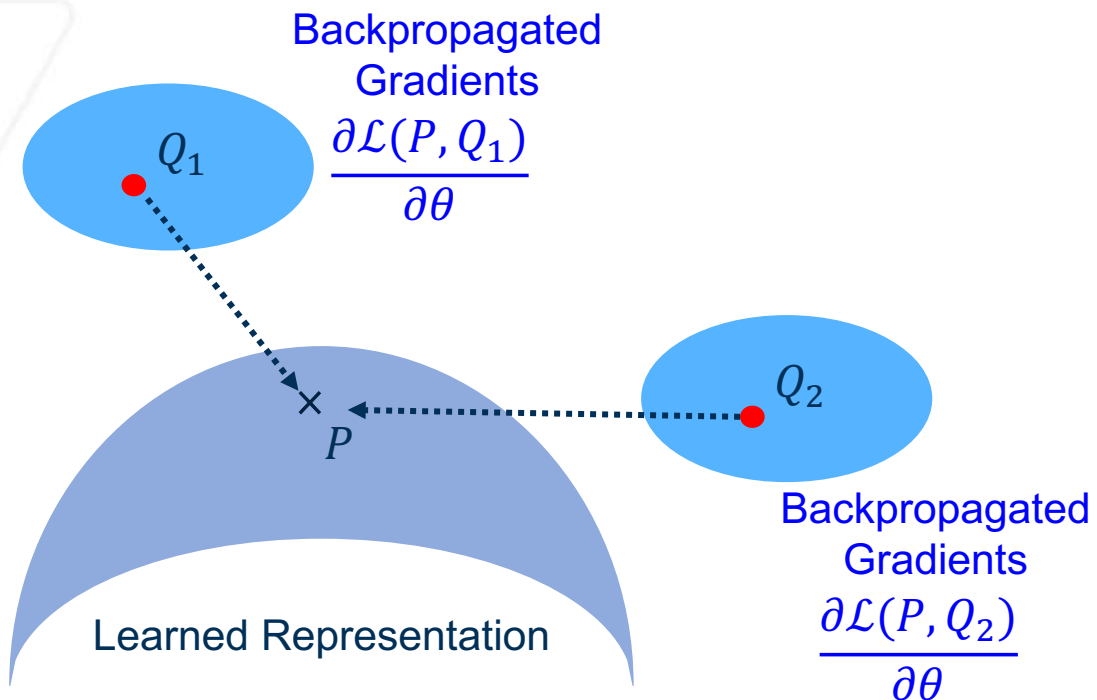 Backpropagated
Gradients
∂ℒ(P, Q₁)
∂θ
Q₁
P
Q₂
Backpropagated
Gradients
∂ℒ(P, Q₂)
∂θ
Learned Representation